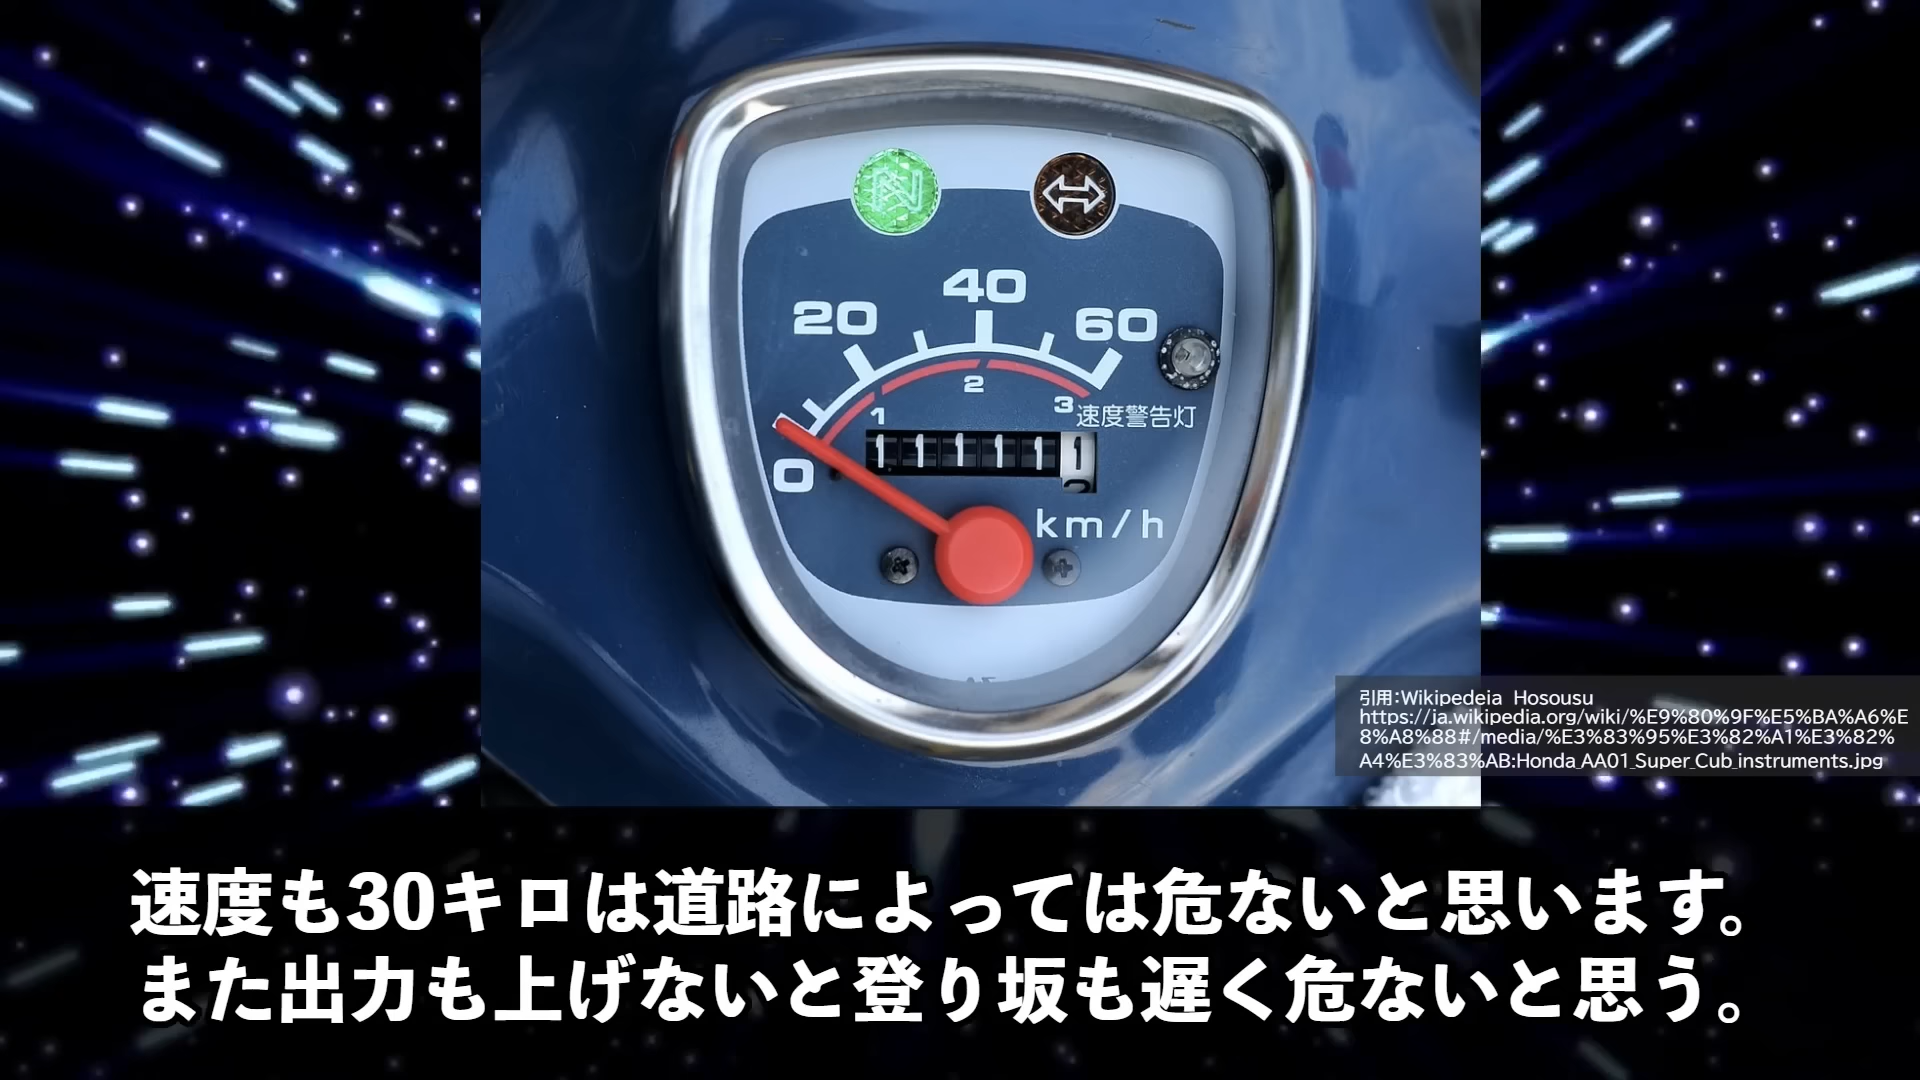 N
20
40
60
1
2
3
速度警告灯
0
111111
km/h
引用:Wikipedeia Hosousu
https://ja.wikipedia.org/wiki/%E9%80%9F%E5%BA%A6%E
8%A8%88#/media/%E3%83%95%E3%82%A1%E3%82%
A4%E3%83%AB:Honda_AA01_Super_Cub_instruments.jpg
速度も30キロは道路によっては危ないと思います。
また出力も上げないと登り坂も遅く危ないと思う。